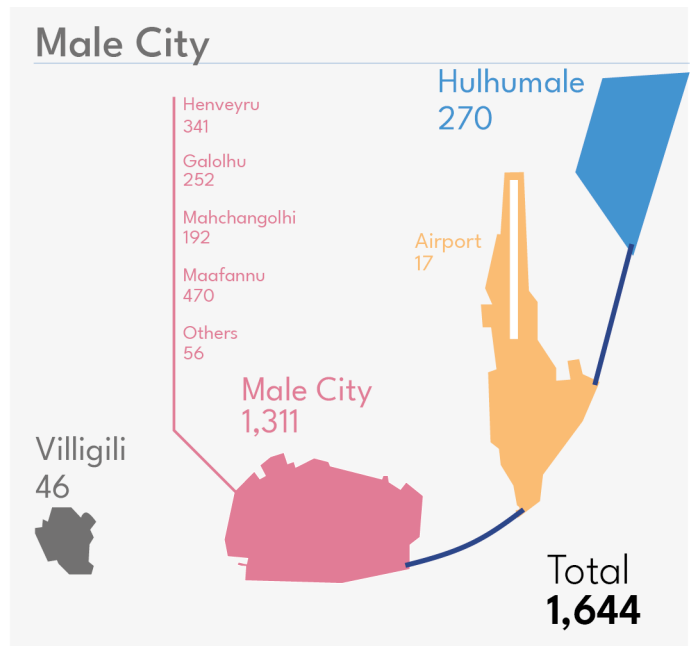 Male City
Hulhumale
270
Henveyru
341
Galolhu
252
Mahchangolhi
192
Airport
17
Maafannu
470
Others
56
Male City
1,311
Villigili
46
Total
1,644